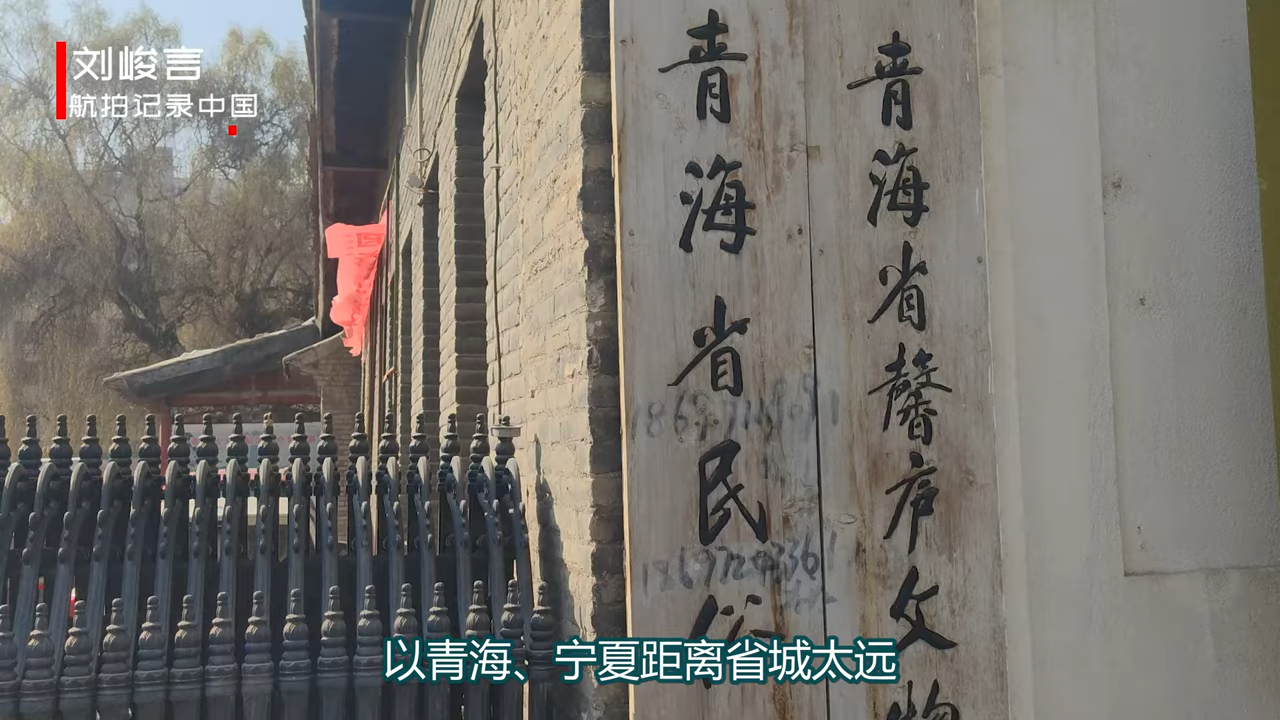 刘峻言
航拍记录中国
青海省民俗
青海省馨庐文物
以青海、宁夏距离省城太远